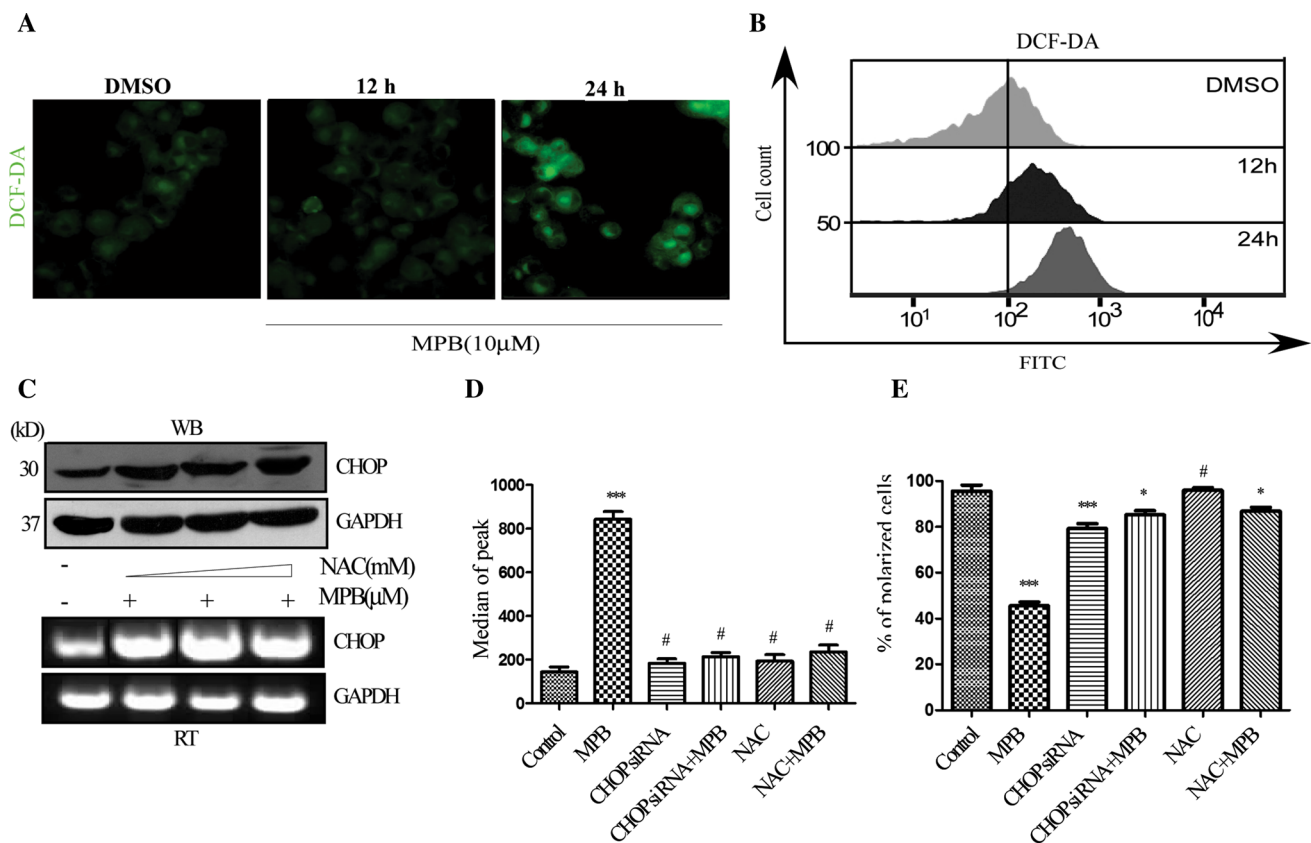 A
DMSO
12 h
24 h
DCF-DA
MPB(10µM)
B
DCF-DA
DMSO
12h
24h
100
50
Cell count
10¹
10²
10³
10⁴
FITC
C
(kD)
WB
30
CHOP
37
GAPDH
- NAC(mM)
- + + + MPB(µM)
CHOP
GAPDH
RT
D
1000
800
600
400
200
0
Median of peak
***
#
#
#
#
Control
MPB
CHOPsiRNA
CHOPsiRNA+MPB
NAC
NAC+MPB
E
100
80
60
40
20
0
% of polarized cells
***
***
*
#
*
Control
MPB
CHOPsiRNA
CHOPsiRNA+MPB
NAC
NAC+MPB